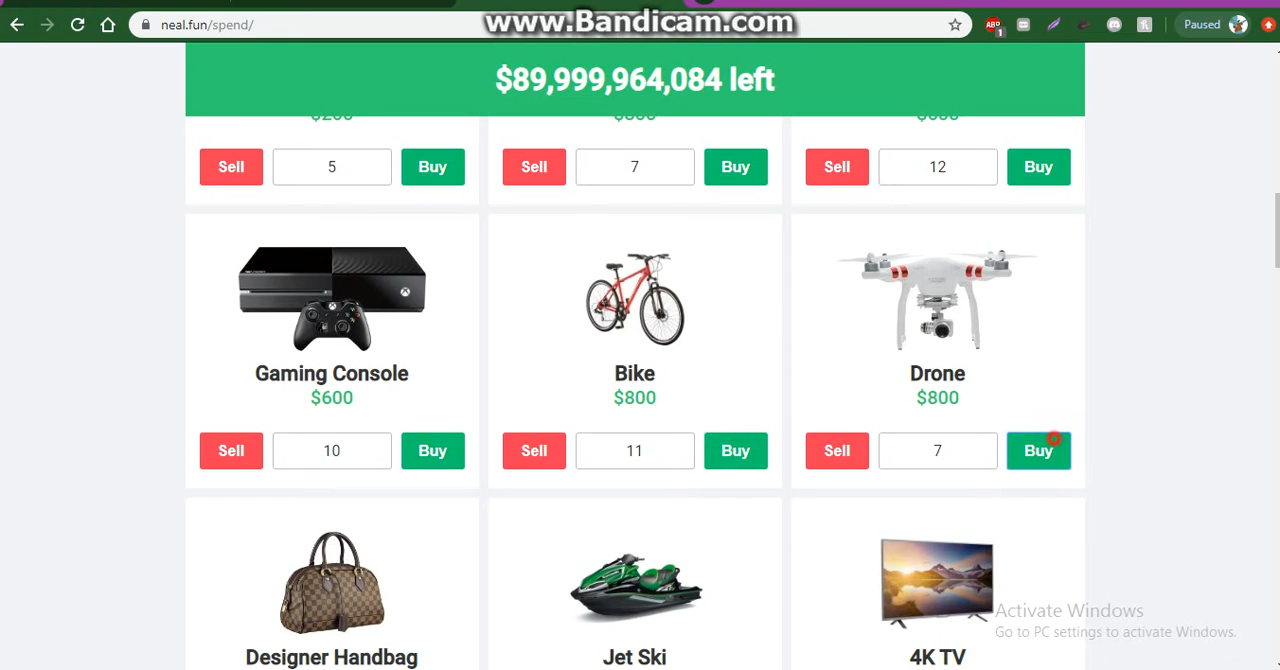 neal.fun/spend/
www.Bandicam.com
ABP
1
Paused
$89,999,964,084 left
Sell 5 Buy
Sell 7 Buy
Sell 12 Buy
Gaming Console
$600
Sell 10 Buy
Bike
$800
Sell 11 Buy
Drone
$800
Sell 7 Buy
Designer Handbag
Jet Ski
4K TV
Activate Windows
Go to PC settings to activate Windows.